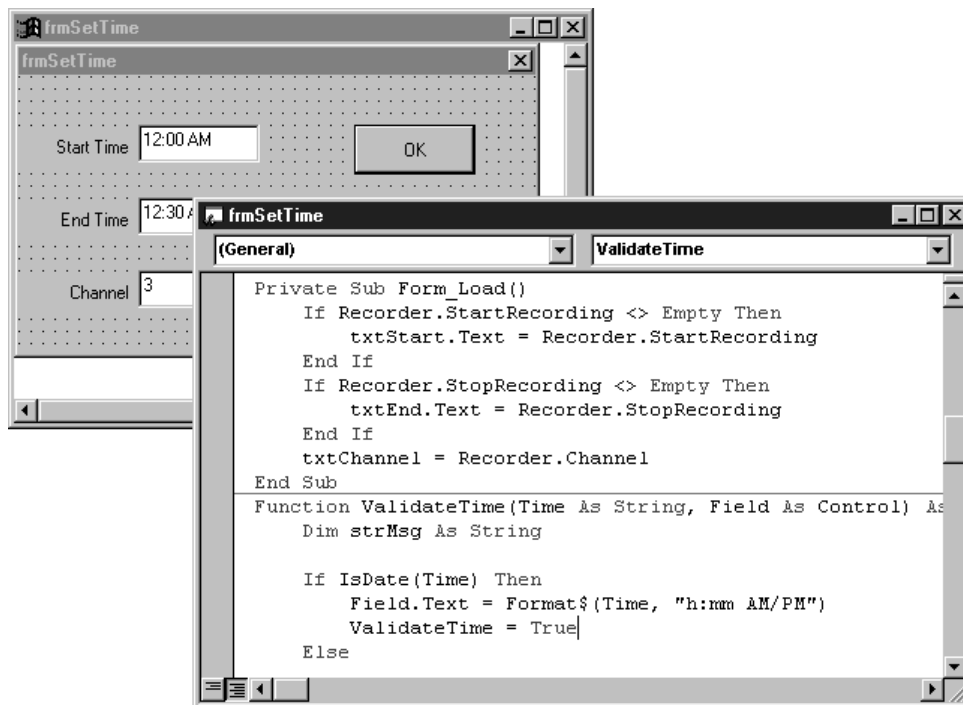 frmSetTime
frmSetTime
Start Time 12:00 AM OK
End Time 12:30
Channel 3
frmSetTime
(General) ValidateTime
Private Sub Form_Load()
    If Recorder.StartRecording <> Empty Then
        txtStart.Text = Recorder.StartRecording
    End If
    If Recorder.StopRecording <> Empty Then
        txtEnd.Text = Recorder.StopRecording
    End If
    txtChannel = Recorder.Channel
End Sub
Function ValidateTime(Time As String, Field As Control) As
    Dim strMsg As String
    If IsDate(Time) Then
        Field.Text = Format$(Time, "h:mm AM/PM")
        ValidateTime = True
    Else